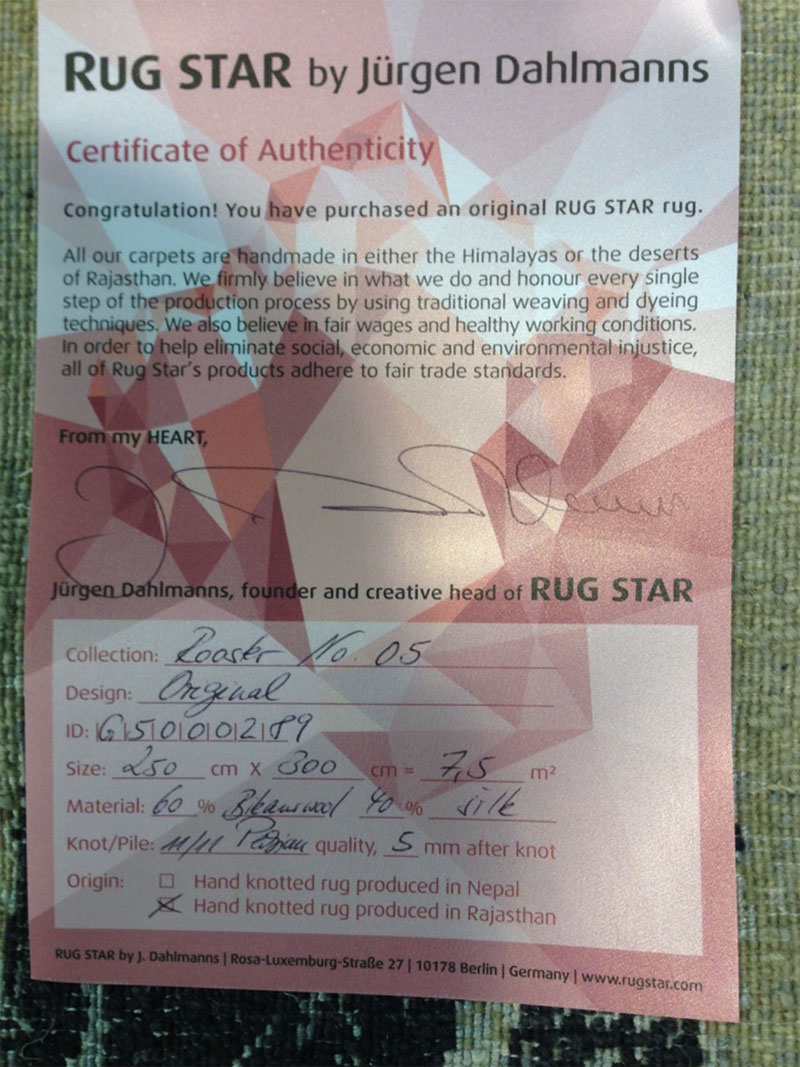 RUG STAR by Jürgen Dahlmanns
Certificate of Authenticity
Congratulation! You have purchased an original RUG STAR rug.
All our carpets are handmade in either the Himalayas or the deserts
of Rajasthan. We firmly believe in what we do and honour every single
step of the production process by using traditional weaving and dyeing
techniques. We also believe in fair wages and healthy working conditions.
In order to help eliminate social, economic and environmental injustice,
all of Rug Star's products adhere to fair trade standards.
From my HEART,
Jürgen Dahlmanns, founder and creative head of RUG STAR
Collection: Rooster No. 05
Design: Original
ID: G5000289
Size: 250 cm X 300 cm = 7,5 m²
Material: 60 % 40 % silk
Knot/Pile: 11/11 quality, 5 mm after knot
Origin: Hand knotted rug produced in Nepal
Hand knotted rug produced in Rajasthan
RUG STAR by J. Dahlmanns | Rosa-Luxemburg-Straße 27 | 10178 Berlin | Germany | www.rugstar.com